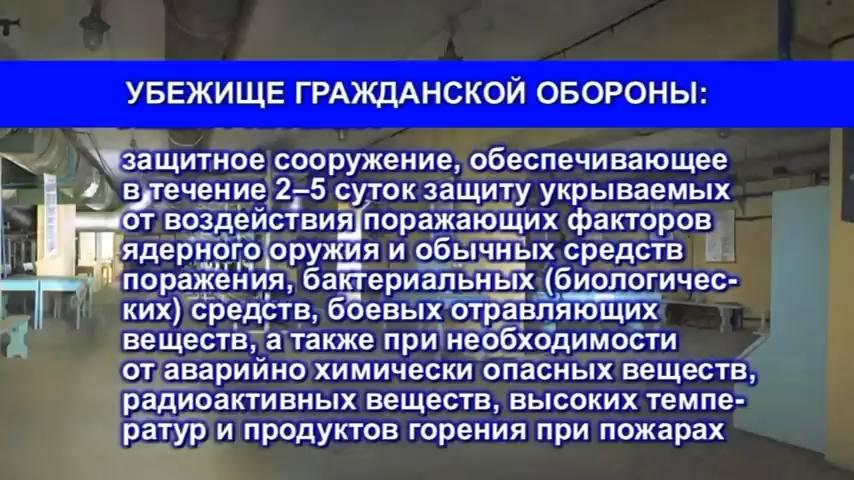 УБЕЖИЩЕ ГРАЖДАНСКОЙ ОБОРОНЫ:
защитное сооружение, обеспечивающее
в течение 2–5 суток защиту укрываемых
от воздействия поражающих факторов
ядерного оружия и обычных средств
поражения, бактериальных (биологичес-
ких) средств, боевых отравляющих
веществ, а также при необходимости
от аварийно химически опасных веществ,
радиоактивных веществ, высоких темпе-
ратур и продуктов горения при пожарах